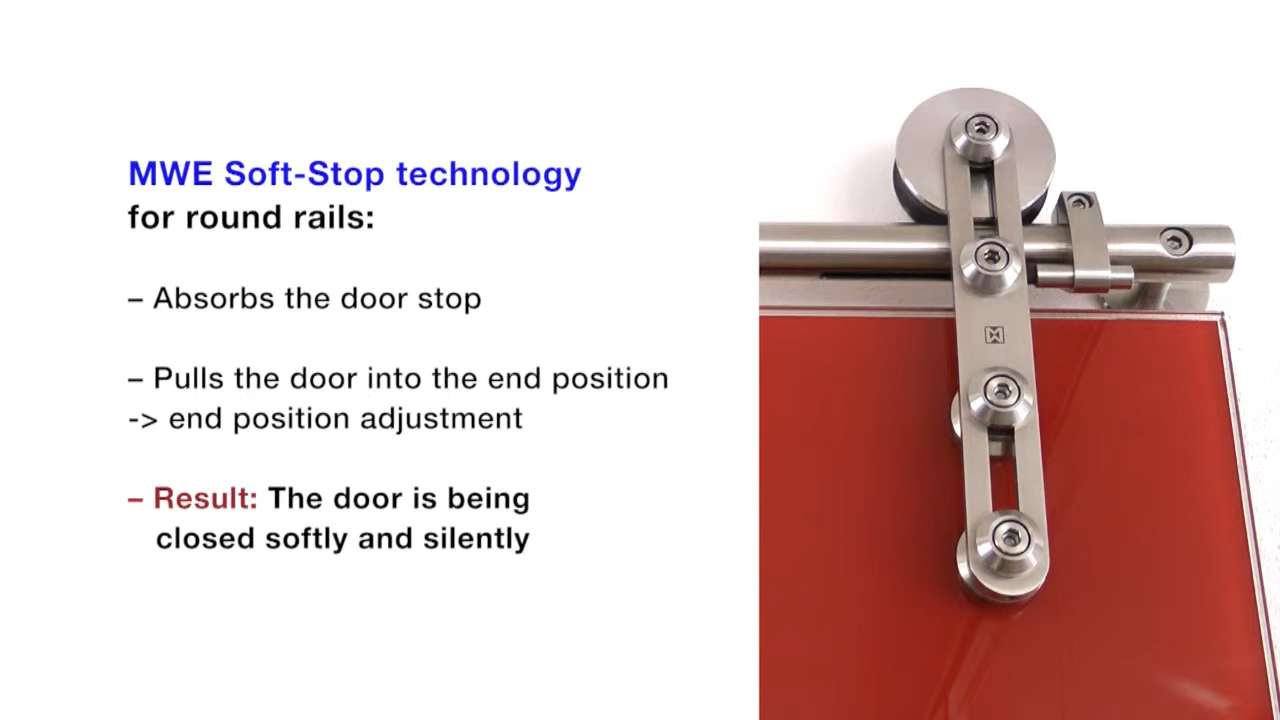 MWE Soft-Stop technology
for round rails:
– Absorbs the door stop
– Pulls the door into the end position
-> end position adjustment
– Result: The door is being
closed softly and silently